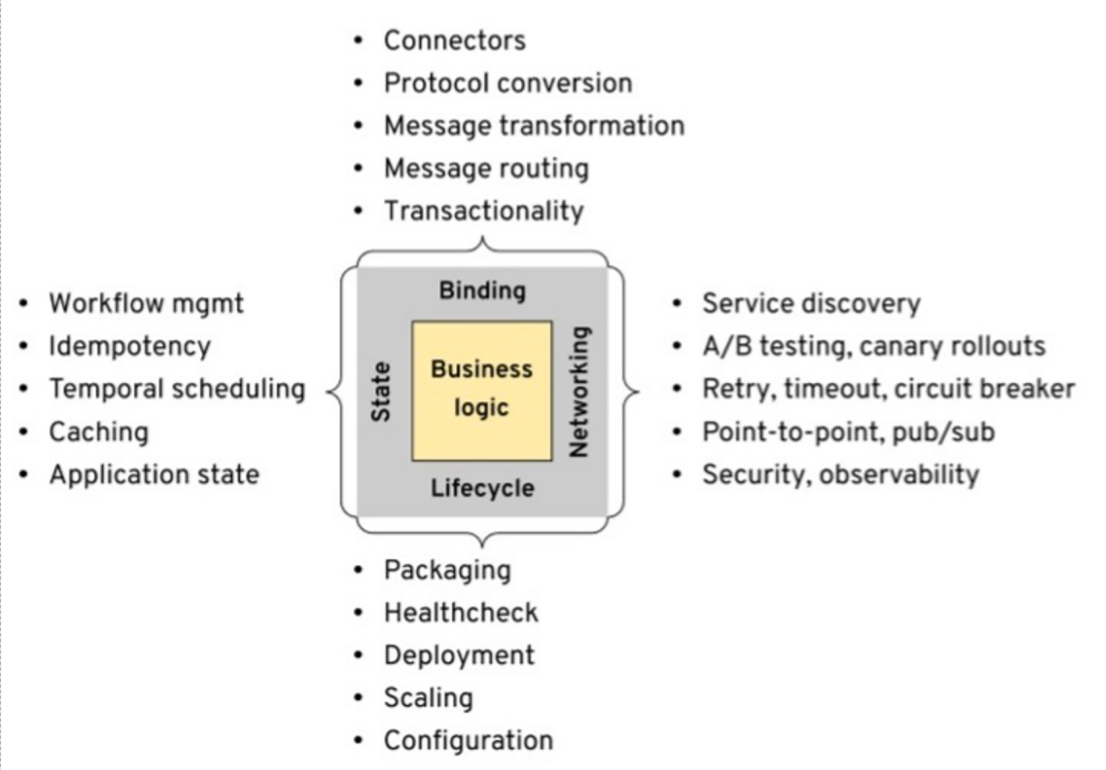 • Connectors
• Protocol conversion
• Message transformation
• Message routing
• Transactionality
• Workflow mgmt
• Idempotency
• Temporal scheduling
• Caching
• Application state
Binding
State
Business
logic
Networking
Lifecycle
• Service discovery
• A/B testing, canary rollouts
• Retry, timeout, circuit breaker
• Point-to-point, pub/sub
• Security, observability
• Packaging
• Healthcheck
• Deployment
• Scaling
• Configuration